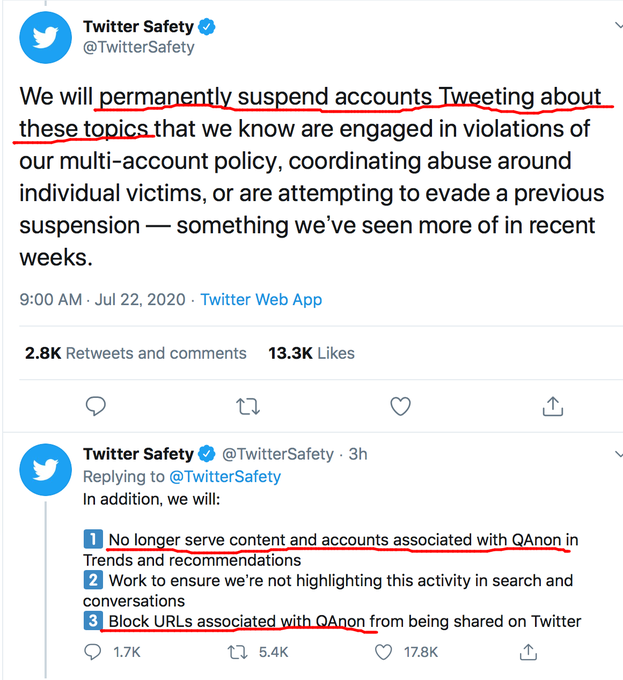 Twitter Safety
@TwitterSafety
We will permanently suspend accounts Tweeting about
these topics that we know are engaged in violations of
our multi-account policy, coordinating abuse around
individual victims, or are attempting to evade a previous
suspension — something we've seen more of in recent
weeks.
9:00 AM · Jul 22, 2020 · Twitter Web App
2.8K Retweets and comments 13.3K Likes
Twitter Safety @TwitterSafety · 3h
Replying to @TwitterSafety
In addition, we will:
1 No longer serve content and accounts associated with QAnon in
Trends and recommendations
2 Work to ensure we're not highlighting this activity in search and
conversations
3 Block URLs associated with QAnon from being shared on Twitter
1.7K 5.4K 17.8K